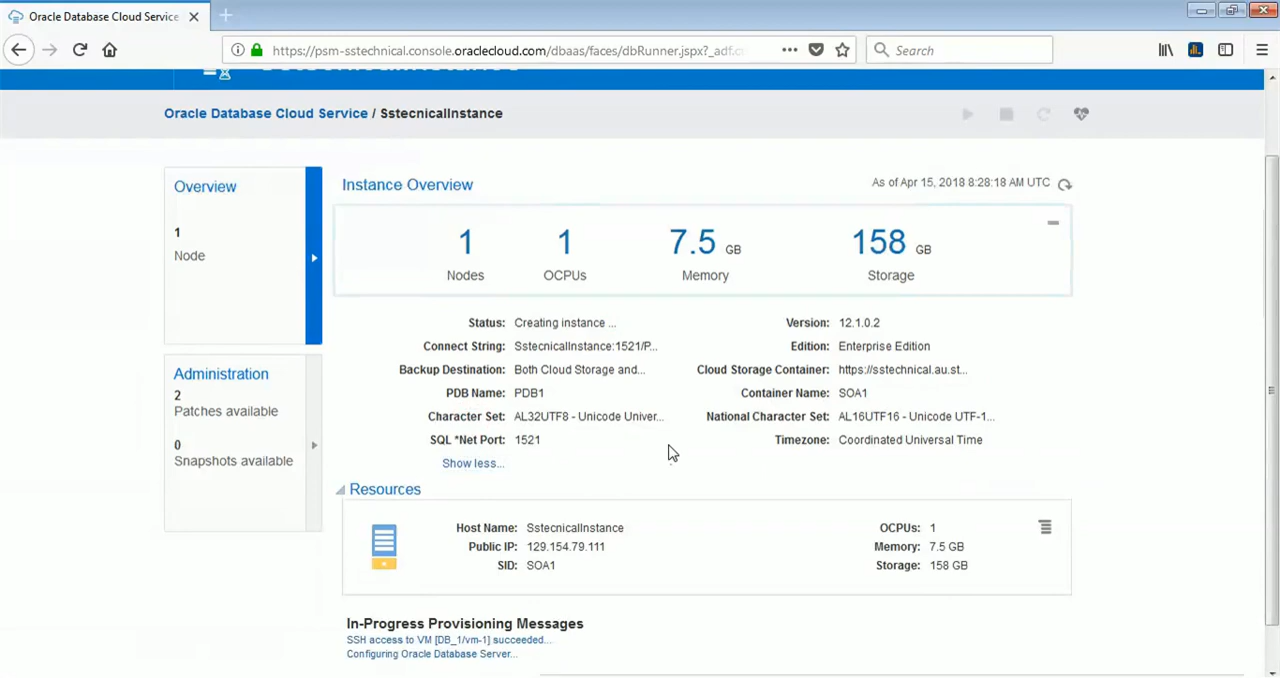 Oracle Database Cloud Service
https://psm-sstechnical.console.oraclecloud.com/dbaas/faces/dbRunner.jspx?_adf.c
Search
Oracle Database Cloud Service / SstecnicalInstance
Overview
1
Node
Administration
2
Patches available
0
Snapshots available
Instance Overview
As of Apr 15, 2018 8:28:18 AM UTC
1 1 7.5 GB 158 GB
Nodes OCPUs Memory Storage
Status: Creating instance ... Version: 12.1.0.2
Connect String: SstecnicalInstance:1521/P... Edition: Enterprise Edition
Backup Destination: Both Cloud Storage and... Cloud Storage Container: https://sstechnical.au.st...
PDB Name: PDB1 Container Name: SOA1
Character Set: AL32UTF8 - Unicode Univer... National Character Set: AL16UTF16 - Unicode UTF-1...
SQL *Net Port: 1521 Timezone: Coordinated Universal Time
Show less...
Resources
Host Name: SstecnicalInstance OCPUs: 1
Public IP: 129.154.79.111 Memory: 7.5 GB
SID: SOA1 Storage: 158 GB
In-Progress Provisioning Messages
SSH access to VM [DB_1/vm-1] succeeded...
Configuring Oracle Database Server...